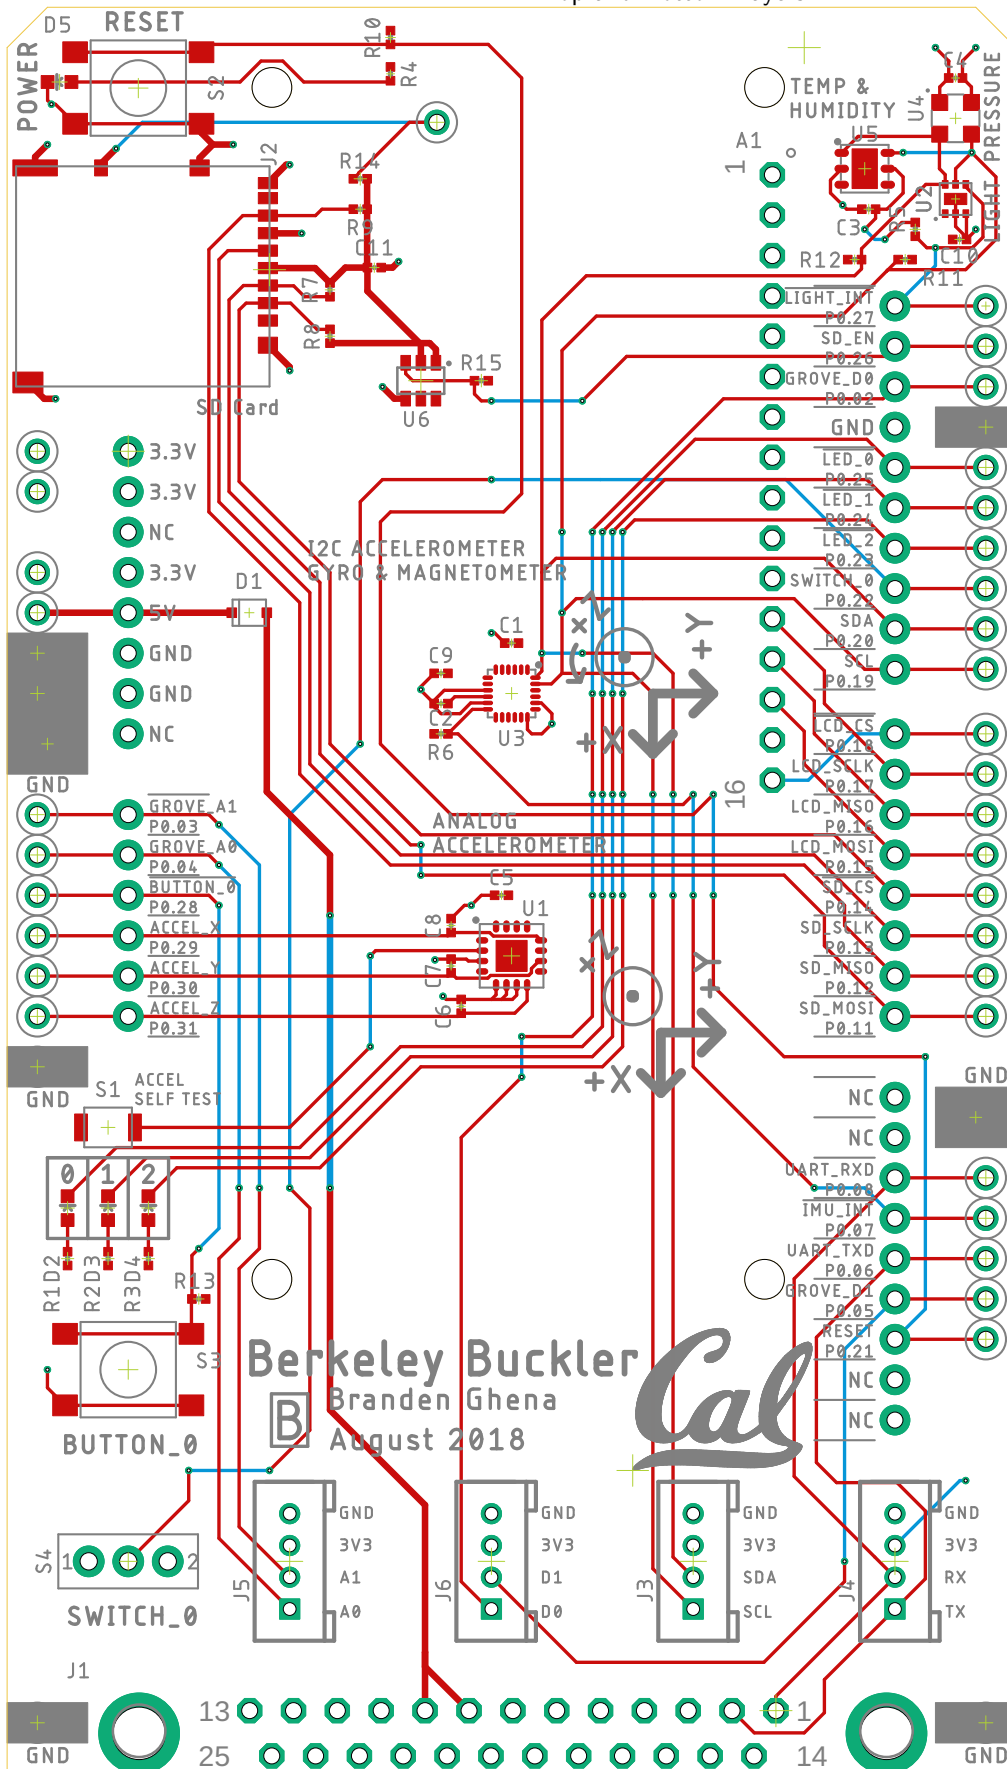 D5
RESET
R10
POWER
S2
R4
TEMP &
HUMIDITY
C4
U4
PRESSURE
U5
A1
1
J2
R14
R9
C11
R7
R8
U2
C3
R5
LIGHT
C10
R12
R11
LIGHT_INT
P0.27
SD_EN
P0.26
GROVE_D0
P0.02
GND
LED_0
P0.25
LED_1
P0.24
LED_2
P0.23
SWITCH_0
P0.22
SDA
P0.20
SCL
P0.19
R15
U6
SD Card
3.3V
3.3V
NC
3.3V
5V
GND
GND
NC
GND
D1
I2C ACCELEROMETER
GYRO & MAGNETOMETER
C1
C9
C2
R6
U3
+Y
+X
16
LCD_CS
P0.18
LCD_SCLK
P0.17
LCD_MISO
P0.16
LCD_MOSI
P0.15
SD_CS
P0.14
SD_SCLK
P0.13
SD_MISO
P0.12
SD_MOSI
P0.11
GROVE_A1
P0.03
GROVE_A0
P0.04
BUTTON_0
P0.28
ACCEL_X
P0.29
ACCEL_Y
P0.30
ACCEL_Z
P0.31
GND
ANALOG
ACCELEROMETER
C5
C8
U1
C7
C6
+Y
+X
GND
S1
ACCEL
SELF TEST
0 1 2
R1D2
R2D3
R3D4
R13
NC
NC
UART_RXD
P0.08
IMU_INT
P0.07
UART_TXD
P0.06
GROVE_D1
P0.05
RESET
P0.21
NC
NC
S3
BUTTON_0
Berkeley Buckler
Branden Ghena
B
August 2018
Cal
S4
1 2
SWITCH_0
J5
GND
3V3
A1
A0
J6
GND
3V3
D1
D0
J3
GND
3V3
SDA
SCL
J4
GND
3V3
RX
TX
J1
13
1
GND
25
14
GND